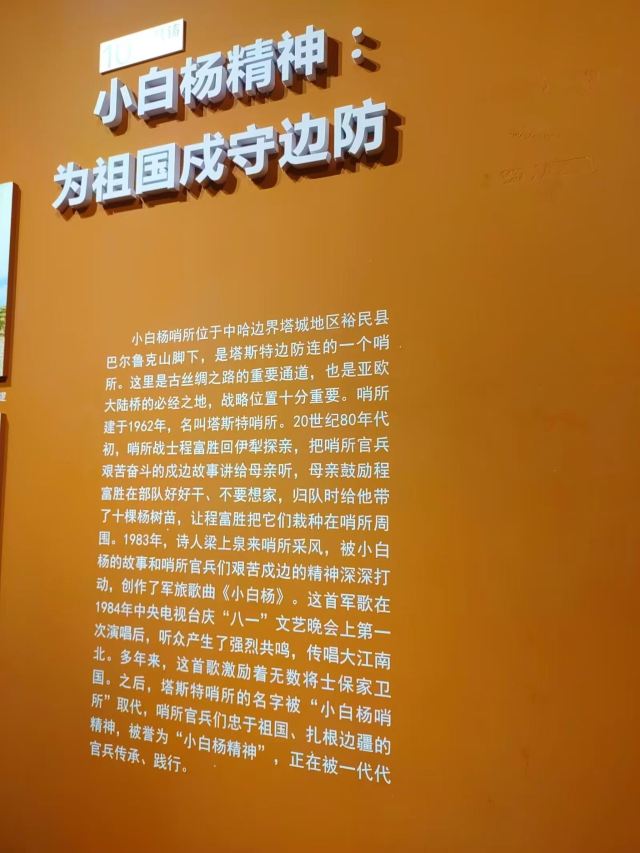 小白杨精神：
为祖国戍守边防
小白杨哨所位于中哈边界塔城地区裕民县
巴尔鲁克山脚下，是塔斯特边防连的一个哨
所。这里是古丝绸之路的重要通道，也是亚欧
大陆桥的必经之地，战略位置十分重要。哨所
建于1962年，名叫塔斯特哨所。20世纪80年代
初，哨所战士程富胜回伊犁探亲，把哨所官兵
艰苦奋斗的戍边故事讲给母亲听，母亲鼓励程
富胜在部队好好干、不要想家，归队时给他带
了十棵杨树苗，让程富胜把它们栽种在哨所周
围。1983年，诗人梁上泉来哨所采风，被小白
杨的故事和哨所官兵们艰苦戍边的精神深深打
动，创作了军旅歌曲《小白杨》。这首军歌在
1984年中央电视台庆“八一”文艺晚会上第一
次演唱后，听众产生了强烈共鸣，传唱大江南
北。多年来，这首歌激励着无数将士保家卫
国。之后，塔斯特哨所的名字被“小白杨哨
所”取代，哨所官兵们忠于祖国、扎根边疆的
精神，被誉为“小白杨精神”，正在被一代代
官兵传承、践行。